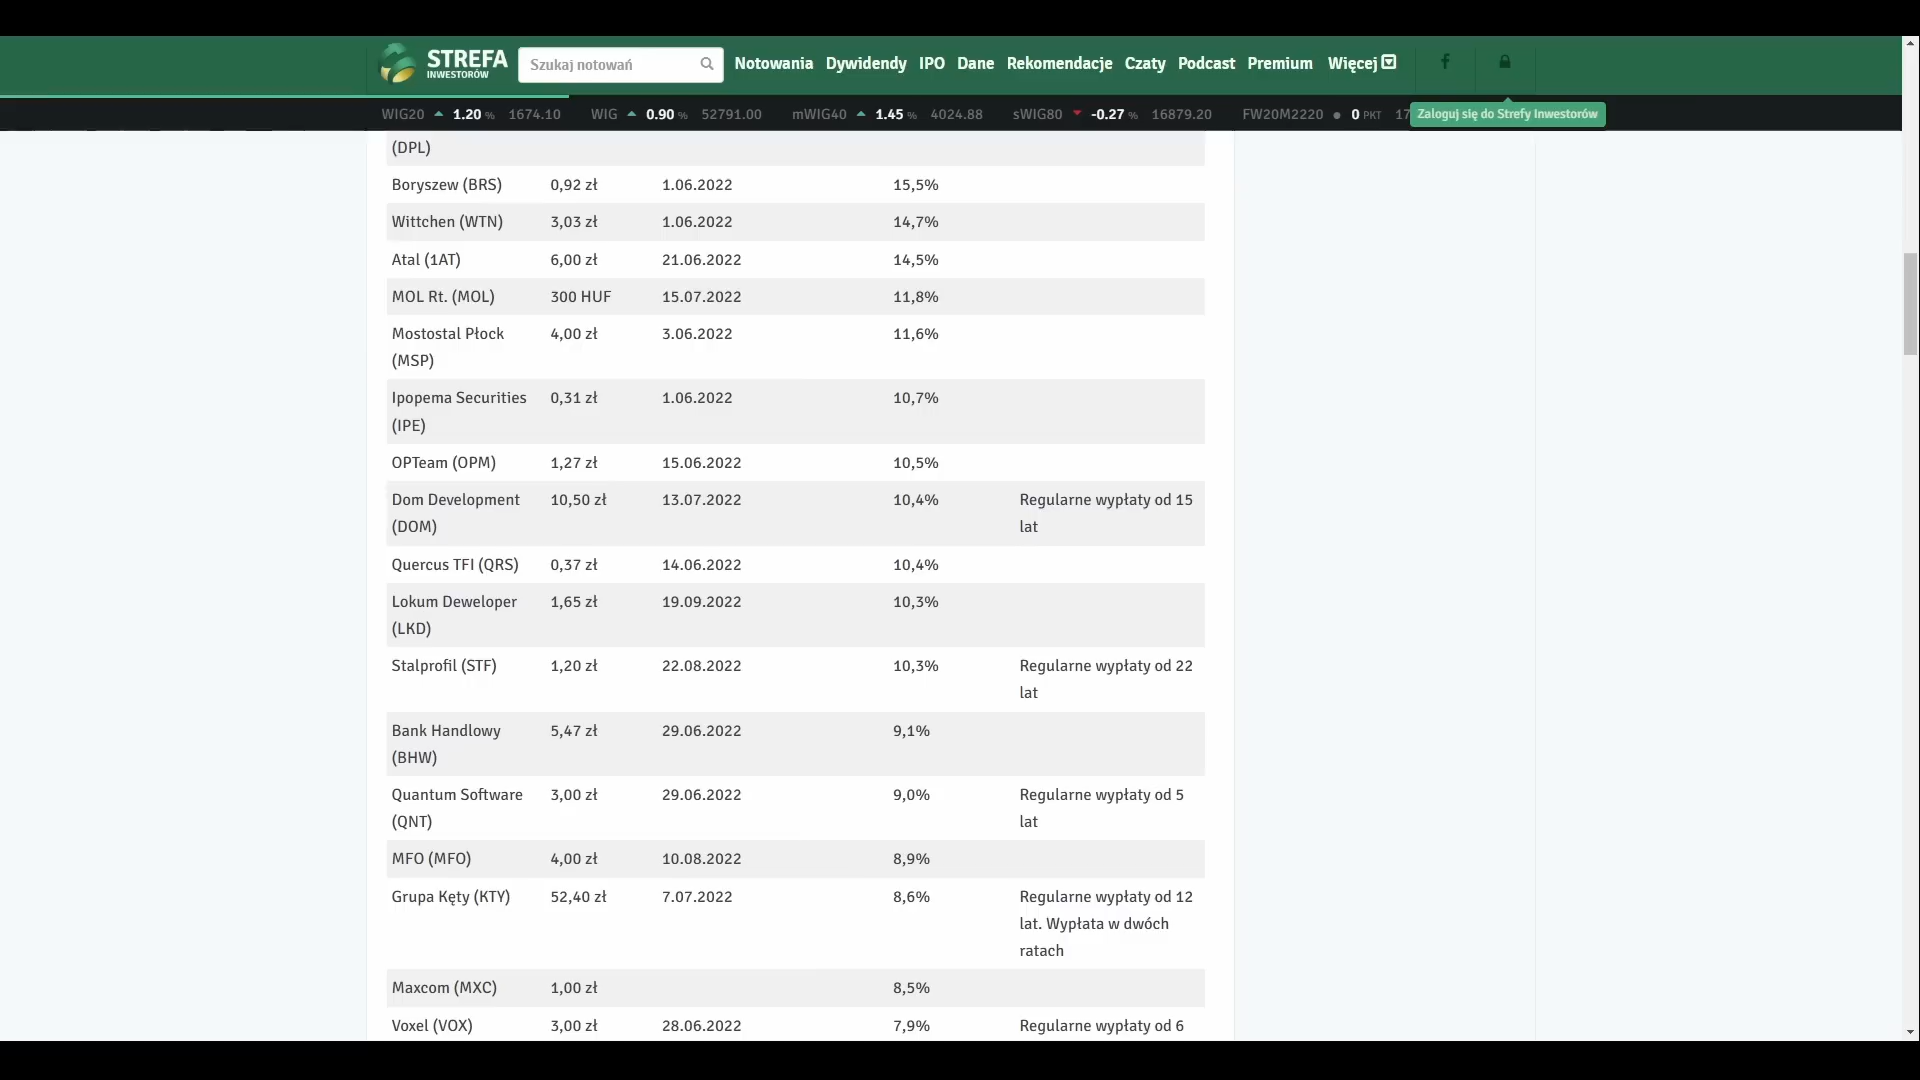 STREFA
INWESTORÓW
Szukaj notowań
Notowania Dywidendy IPO Dane Rekomendacje Czaty Podcast Premium Więcej
WIG20 1.20 % 1674.10 WIG 0.90 % 52791.00 mWIG40 1.45 % 4024.88 sWIG80 -0.27 % 16879.20 FW20M2220 0 PKT 17
Zaloguj się do Strefy Inwestorów
(DPL)
Boryszew (BRS) 0,92 zł 1.06.2022 15,5%
Wittchen (WTN) 3,03 zł 1.06.2022 14,7%
Atal (1AT) 6,00 zł 21.06.2022 14,5%
MOL Rt. (MOL) 300 HUF 15.07.2022 11,8%
Mostostal Płock 4,00 zł 3.06.2022 11,6%
(MSP)
Ipopema Securities 0,31 zł 1.06.2022 10,7%
(IPE)
OPTeam (OPM) 1,27 zł 15.06.2022 10,5%
Dom Development 10,50 zł 13.07.2022 10,4% Regularne wypłaty od 15
(DOM) lat
Quercus TFI (QRS) 0,37 zł 14.06.2022 10,4%
Lokum Deweloper 1,65 zł 19.09.2022 10,3%
(LKD)
Stalprofil (STF) 1,20 zł 22.08.2022 10,3% Regularne wypłaty od 22
lat
Bank Handlowy 5,47 zł 29.06.2022 9,1%
(BHW)
Quantum Software 3,00 zł 29.06.2022 9,0% Regularne wypłaty od 5
(QNT) lat
MFO (MFO) 4,00 zł 10.08.2022 8,9%
Grupa Kęty (KTY) 52,40 zł 7.07.2022 8,6% Regularne wypłaty od 12
lat. Wypłata w dwóch
ratach
Maxcom (MXC) 1,00 zł 8,5%
Voxel (VOX) 3,00 zł 28.06.2022 7,9% Regularne wypłaty od 6